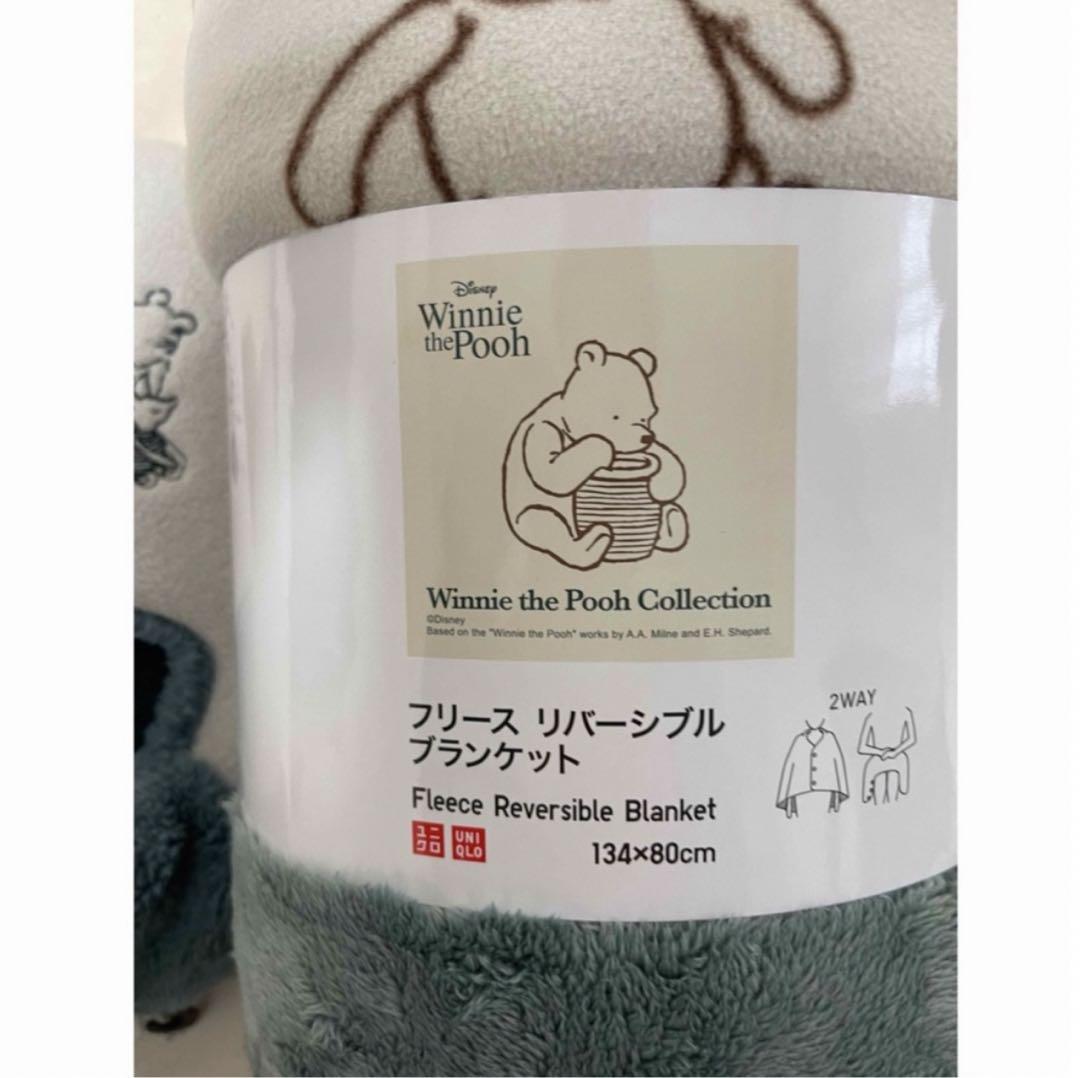 Disney
Winnie
the Pooh
Winnie the Pooh Collection
©Disney
Based on the "Winnie the Pooh" works by A.A. Milne and E.H. Shepard.
フリース リバーシブル
ブランケット
2WAY
Fleece Reversible Blanket
ユニ
クロ
UNI
QLO
134×80cm